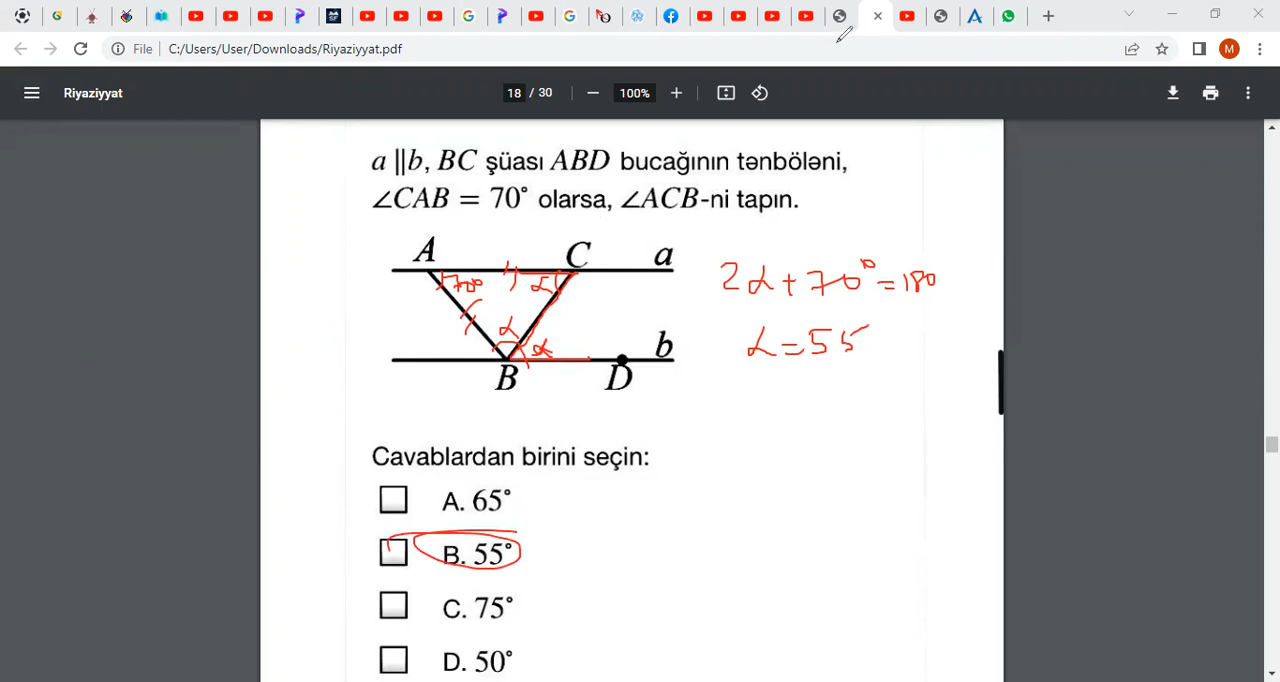 File C:/Users/User/Downloads/Riyaziyyat.pdf M
Riyaziyyat 18 / 30 100%
a ||b, BC şüası ABD bucağının tənböləni,
∠CAB = 70° olarsa, ∠ACB-ni tapın.
A C a
70° α
α α
B D b
2α + 70° = 180
α = 55
Cavablardan birini seçin:
A. 65°
B. 55°
C. 75°
D. 50°